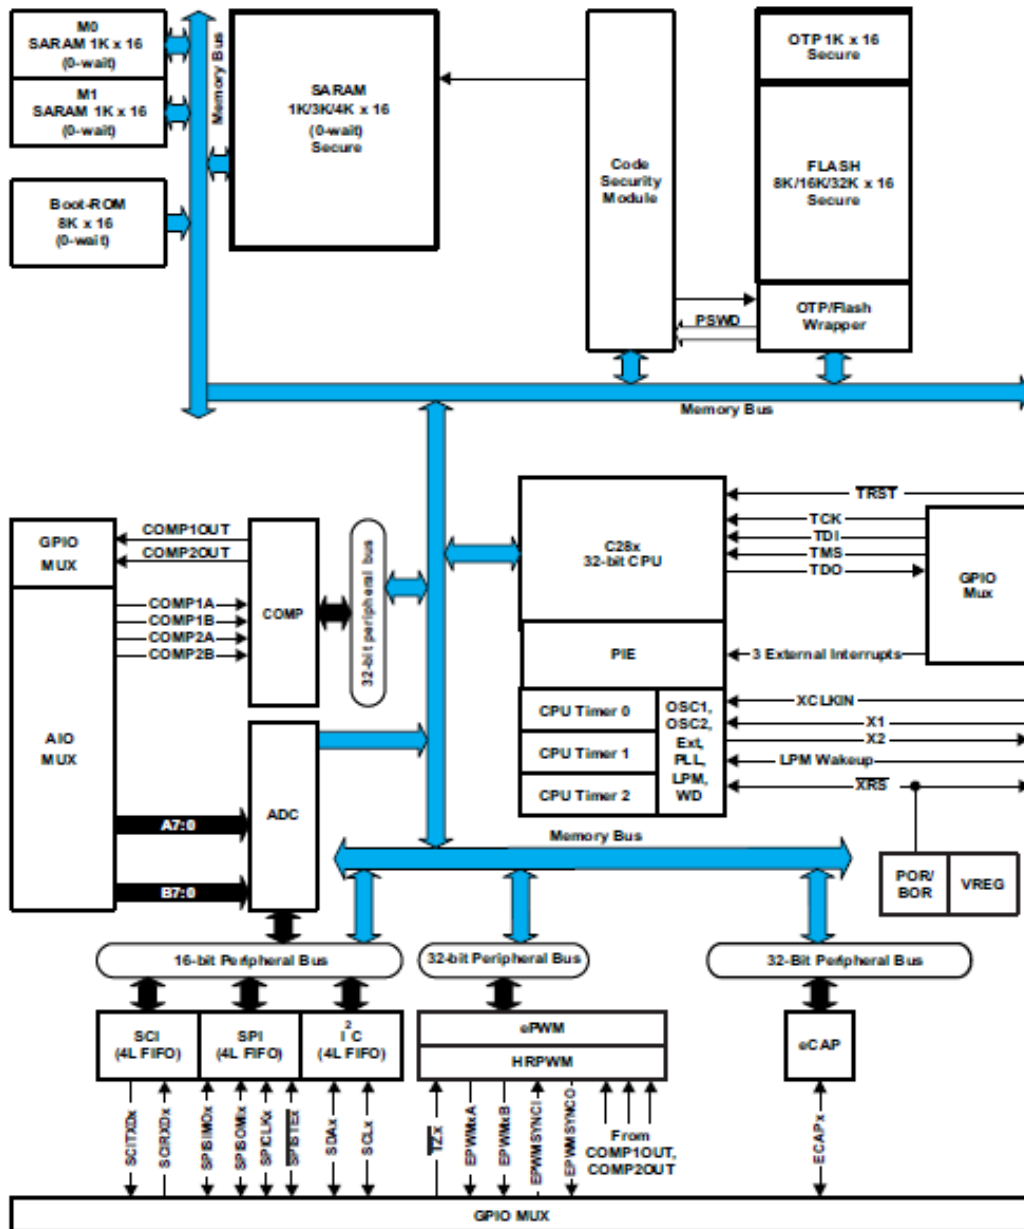 M0
SARAM 1K x 16
(0-wait)
M1
SARAM 1K x 16
(0-wait)
Boot-ROM
8K x 16
(0-wait)
Memory Bus
SARAM
1K/3K/4K x 16
(0-wait)
Secure
Code
Security
Module
OTP 1K x 16
Secure
FLASH
8K/16K/32K x 16
Secure
OTP/Flash
Wrapper
PSWD
Memory Bus
GPIO
MUX
COMP1OUT
COMP2OUT
COMP1A
COMP1B
COMP2A
COMP2B
COMP
32-bit peripheral bus
AIO
MUX
A7:0
B7:0
ADC
C28x
32-bit CPU
PIE
CPU Timer 0
CPU Timer 1
CPU Timer 2
OSC1,
OSC2,
Ext,
PLL,
LPM,
WD
TRST
TCK
TDI
TMS
TDO
GPIO
Mux
3 External Interrupts
XCLKIN
X1
X2
LPM Wakeup
XRS
POR/
BOR
VREG
Memory Bus
16-bit Peripheral Bus
32-bit Peripheral Bus
32-Bit Peripheral Bus
SCI
(4L FIFO)
SPI
(4L FIFO)
I2C
(4L FIFO)
ePWM
HRPWM
eCAP
SCITXDx
SCIRXDx
SPISIMOx
SPISOMIx
SPICLKx
SPISTEx
SDAx
SCLx
TZx
EPWMxA
EPWMxB
EPWMSYNCI
EPWMSYNCO
From
COMP1OUT,
COMP2OUT
ECAPx
GPIO MUX